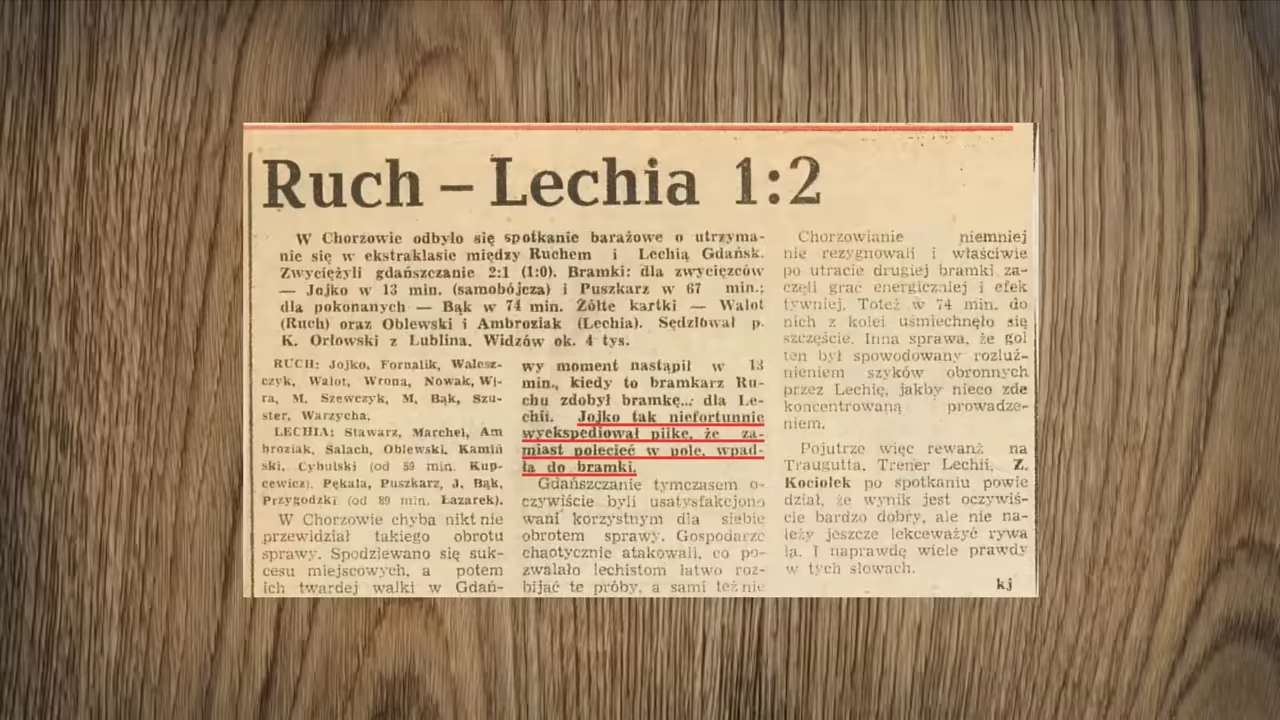 Ruch – Lechia 1:2
W Chorzowie odbyło się spotkanie barażowe o utrzyma-
nie się w ekstraklasie między Ruchem i Lechią Gdańsk.
Zwyciężyli gdańszczanie 2:1 (1:0). Bramki: dla zwycięzców
— Jojko w 13 min. (samobójcza) i Puszkarz w 67 min.;
dla pokonanych — Bąk w 74 min. Żółte kartki — Walot
(Ruch) oraz Oblewski i Ambroziak (Lechia). Sędziował p.
K. Orłowski z Lublina. Widzów ok. 4 tys.
RUCH: Jojko, Fornalik, Walesz-
czyk, Walot, Wrona, Nowak, Wi-
ra, M. Szewczyk, M. Bąk, Szu-
ster, Warzycha.
LECHIA: Stawarz, Marchel, Am
broziak, Salach, Oblewski, Kamiń
ski, Cybulski (od 59 min. Kup-
cewicz), Pękala, Puszkarz, J. Bąk,
Przygodzki (od 89 min. Łazarek).
W Chorzowie chyba nikt nie
przewidział takiego obrotu
sprawy. Spodziewano się suk-
cesu miejscowych, a potem
ich twardej walki w Gdań-
wy moment nastąpił w 13
min., kiedy to bramkarz Ru-
chu zdobył bramkę... dla Le-
chii. Jojko tak niefortunnie
wyekspediował piłkę, że za-
miast polecieć w pole, wpad-
ła do bramki.
Gdańszczanie tymczasem o-
czywiście byli usatysfakcjono
wani korzystnym dla siebie
obrotem sprawy. Gospodarze
chaotycznie atakowali, co po-
zwalało lechistom łatwo roz-
bijać te próby, a sami też nie
Chorzowianie niemniej
nie rezygnowali i właściwie
po utracie drugiej bramki za-
częli grać energiczniej i efek
tywniej. Toteż w 74 min. do
nich z kolei uśmiechnęło się
szczęście. Inna sprawa, że gol
ten był spowodowany rozluź-
nieniem szyków obronnych
przez Lechię, jakby nieco zde
koncentrowaną prowadze-
niem.
Pojutrze więc rewanż na
Traugutta. Trener Lechii, Z.
Kociołek po spotkaniu powie
dział, że wynik jest oczywiś-
cie bardzo dobry, ale nie na-
leży jeszcze lekceważyć rywa
la. I naprawdę wiele prawdy
w tych słowach.
kj